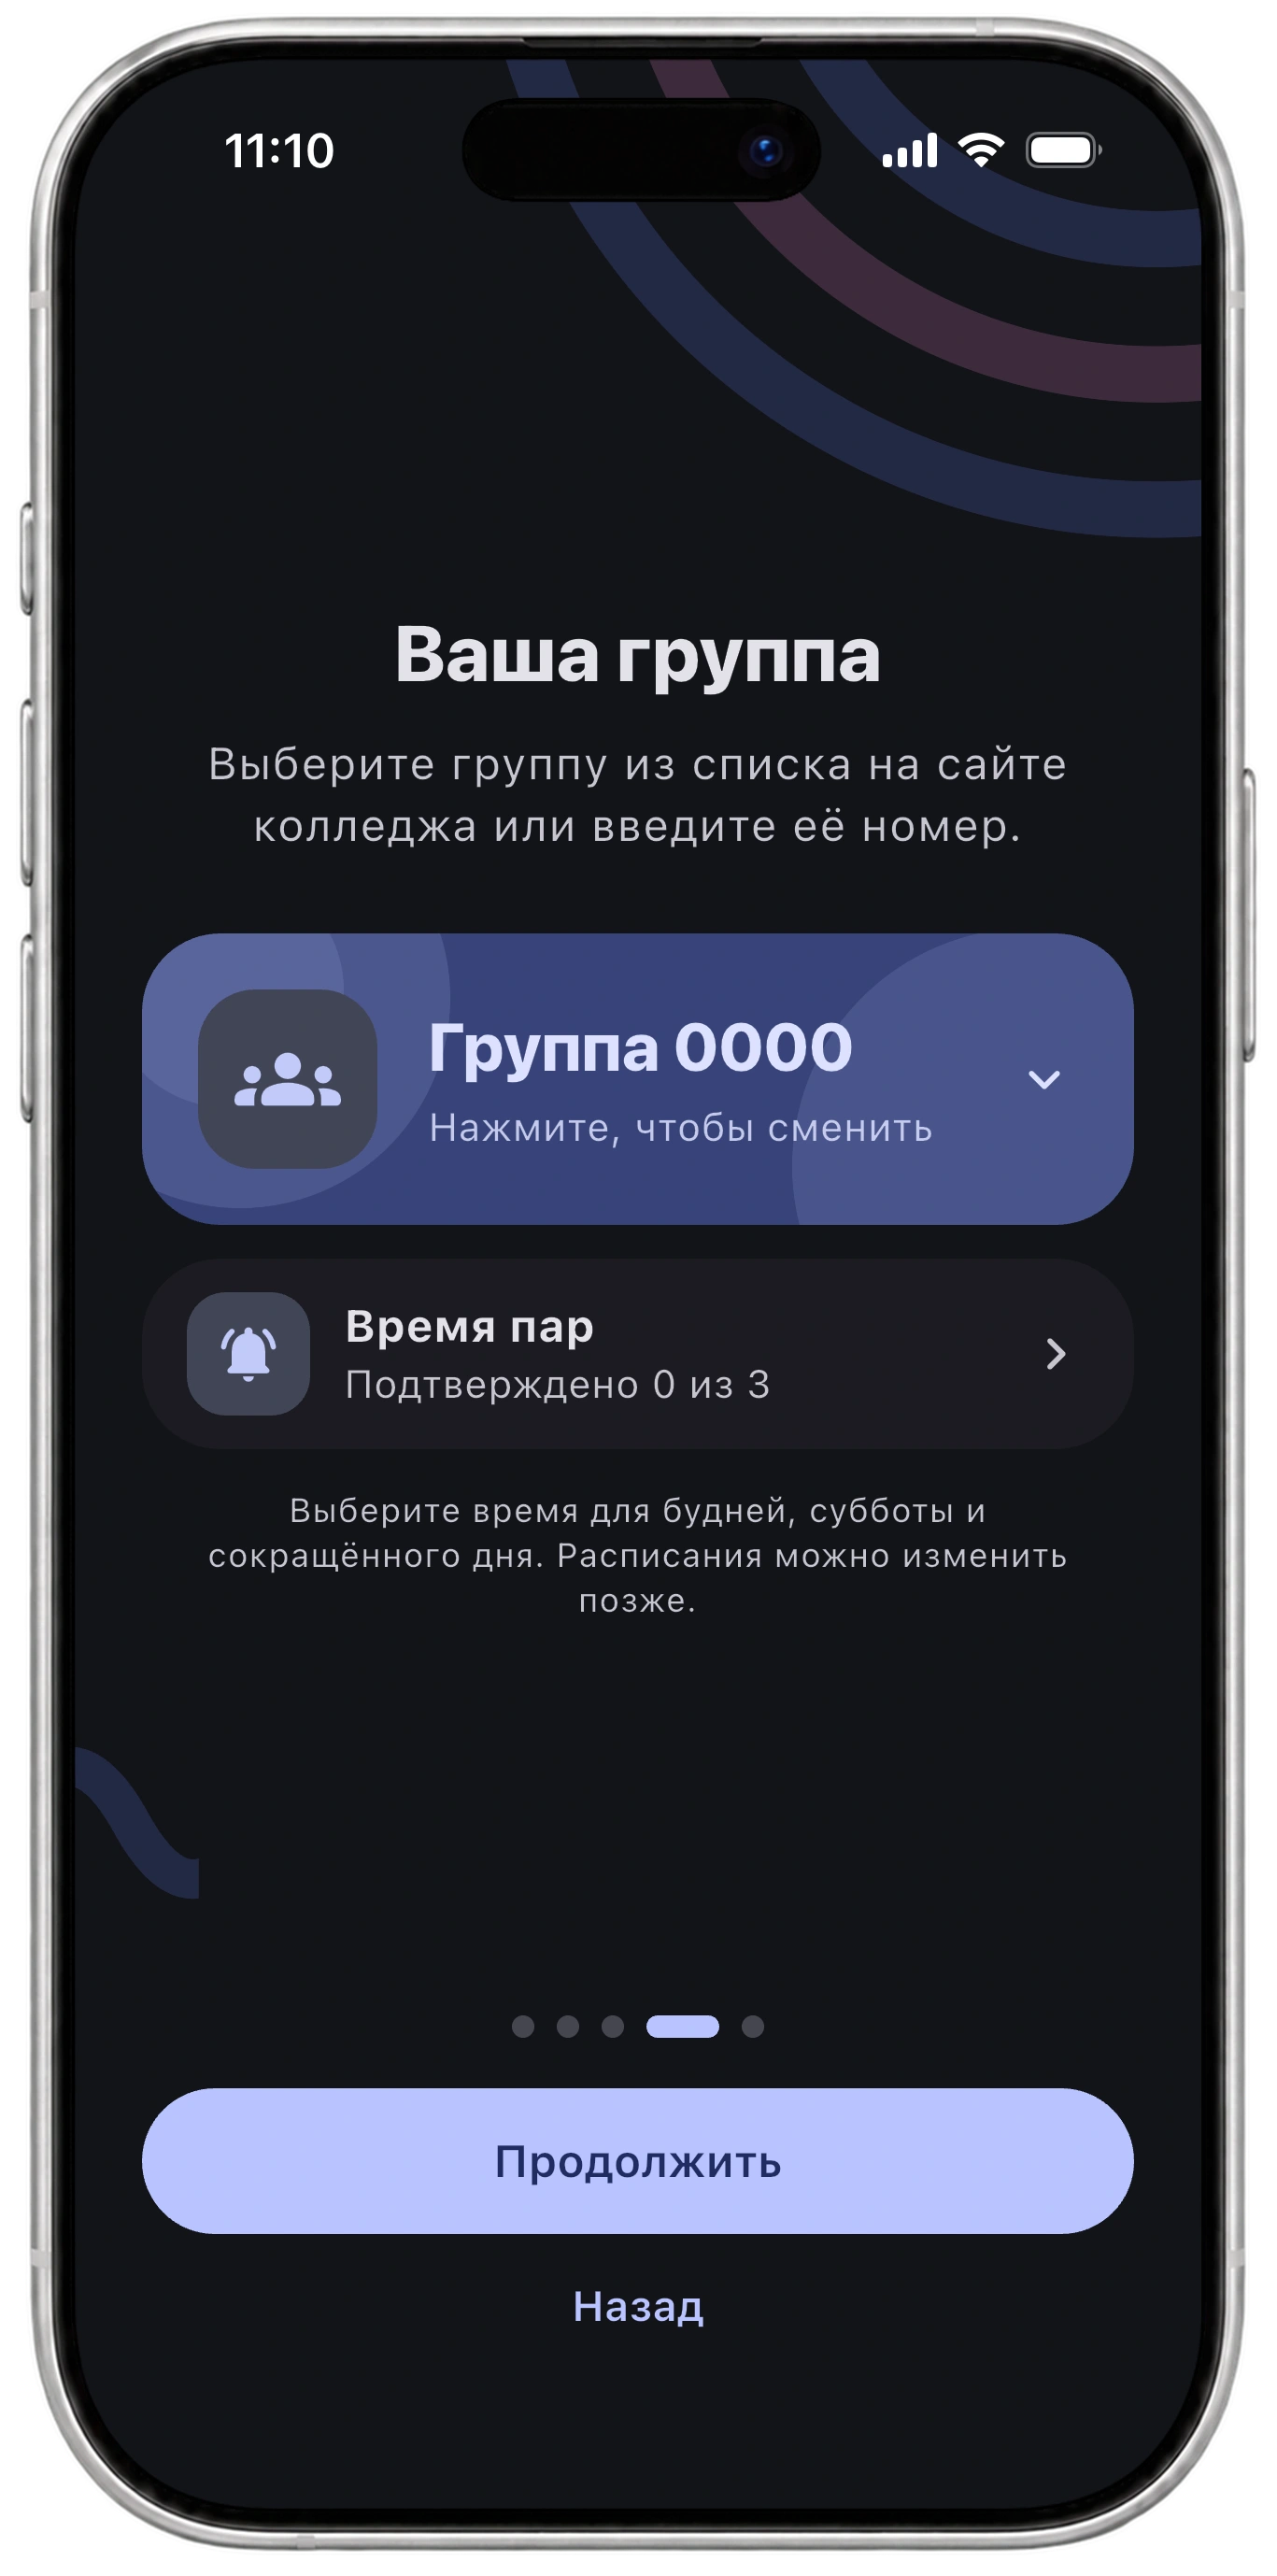 11:10
Ваша группа
Выберите группу из списка на сайте
колледжа или введите её номер.
Группа 0000
Нажмите, чтобы сменить
Время пар
Подтверждено 0 из 3
Выберите время для будней, субботы и
сокращённого дня. Расписания можно изменить
позже.
Продолжить
Назад